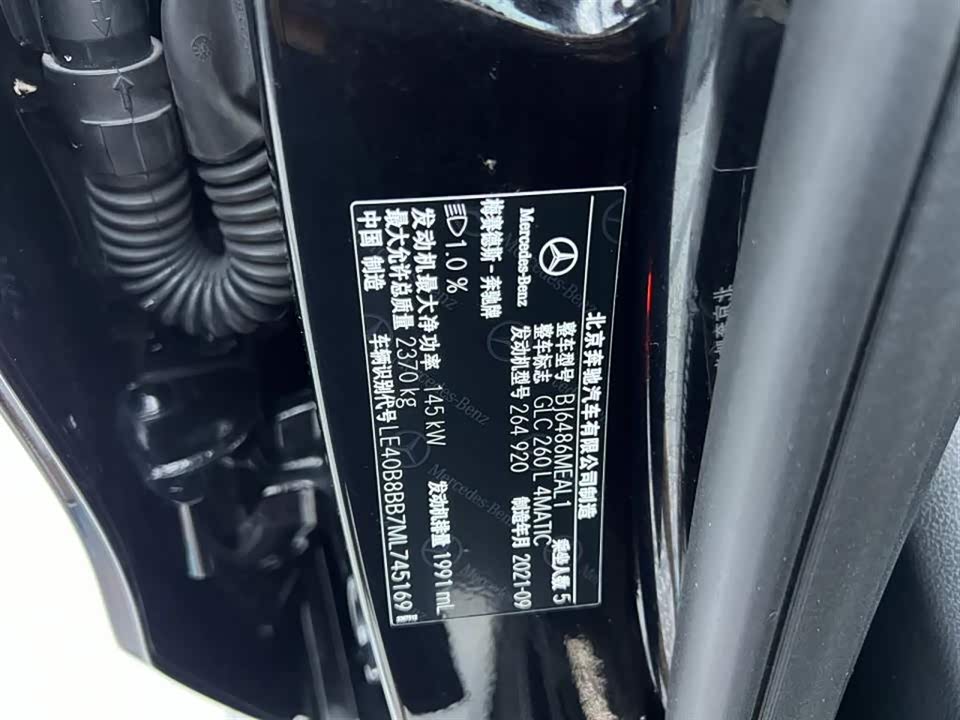 北京奔驰汽车有限公司制造
Mercedes-Benz
整车型号 BJ6486MEAL1
乘坐人数 5
整车标志 GLC 260 L 4MATIC
梅赛德斯-奔驰牌
发动机型号 264 920
制造年月 2021-09
1.0 %
发动机最大净功率 145 kW
发动机排量 1991 mL
最大允许总质量 2370 kg
中国 制造
车辆识别代号 LE40B8BB7ML745169